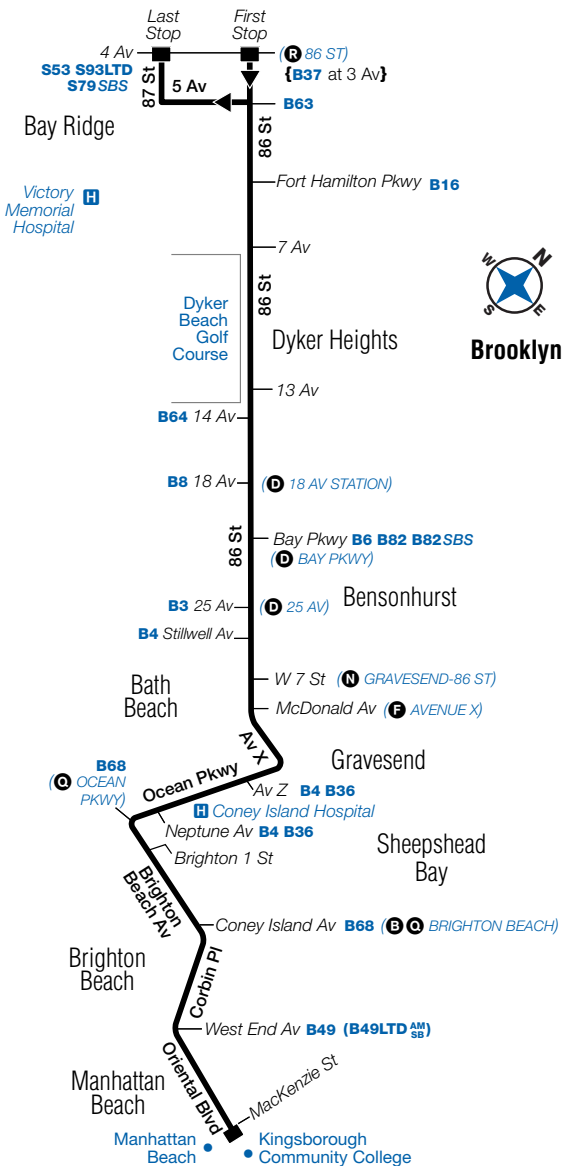 Last
Stop
First
Stop
4 Av
(R 86 ST)
S53 S93LTD
S79SBS
{B37 at 3 Av}
87 St
5 Av
B63
Bay Ridge
86 St
Fort Hamilton Pkwy B16
Victory
Memorial
Hospital
H
7 Av
86 St
Dyker
Beach
Golf
Course
Dyker Heights
W
N
S
E
Brooklyn
13 Av
B64 14 Av
B8 18 Av
(D 18 AV STATION)
86 St
Bay Pkwy B6 B82 B82SBS
(D BAY PKWY)
B3 25 Av
(D 25 AV)
Bensonhurst
B4 Stillwell Av
W 7 St (N GRAVESEND-86 ST)
Bath
Beach
McDonald Av (F AVENUE X)
Av X
Gravesend
B68
(Q OCEAN
PKWY)
Ocean Pkwy
Av Z B4 B36
H Coney Island Hospital
Neptune Av B4 B36
Brighton 1 St
Sheepshead
Bay
Brighton
Beach Av
Coney Island Av B68 (B Q BRIGHTON BEACH)
Brighton
Beach
Corbin Pl
West End Av B49 (B49LTD AM
SB)
Oriental Blvd
Manhattan
Beach
MacKenzie St
Manhattan
Beach
Kingsborough
Community College